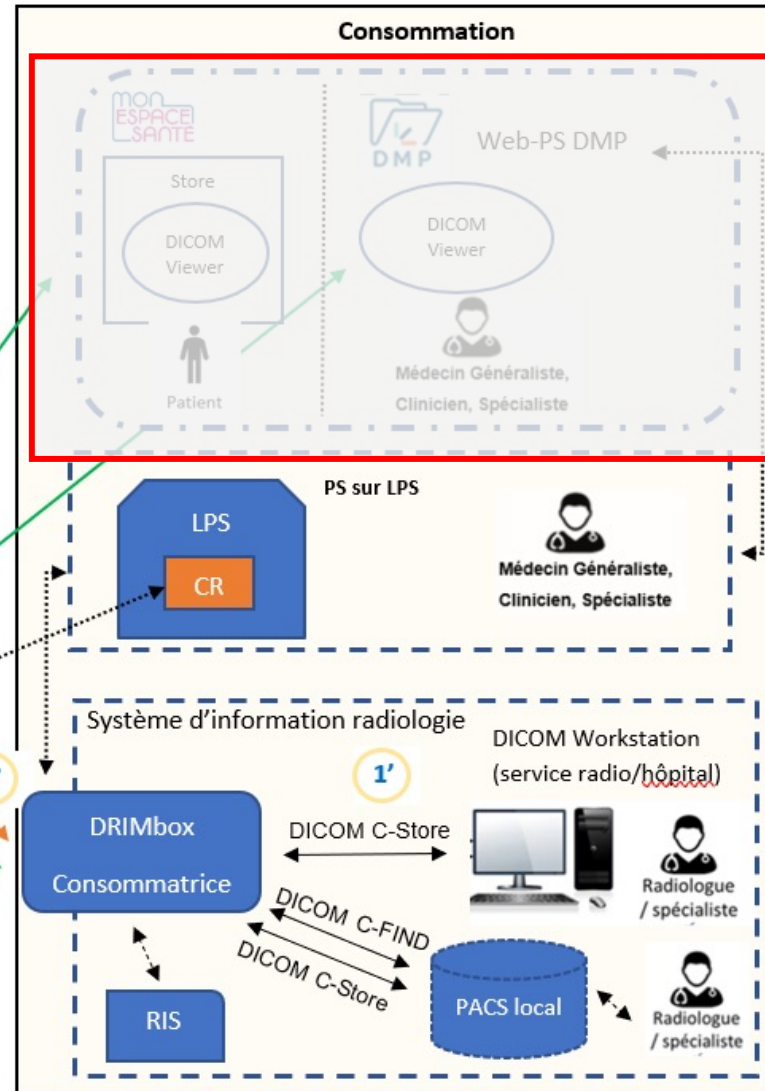 Consommation
MON
ESPACE
SANTÉ
DMP
Web-PS DMP
Store
DICOM
Viewer
DICOM
Viewer
Patient
Médecin Généraliste,
Clinicien, Spécialiste
PS sur LPS
LPS
CR
Médecin Généraliste,
Clinicien, Spécialiste
Système d'information radiologie
DICOM Workstation
(service radio/hôpital)
1'
DRIMbox
Consommatrice
DICOM C-Store
DICOM C-FIND
DICOM C-Store
Radiologue
/ spécialiste
RIS
PACS local
Radiologue
/ spécialiste